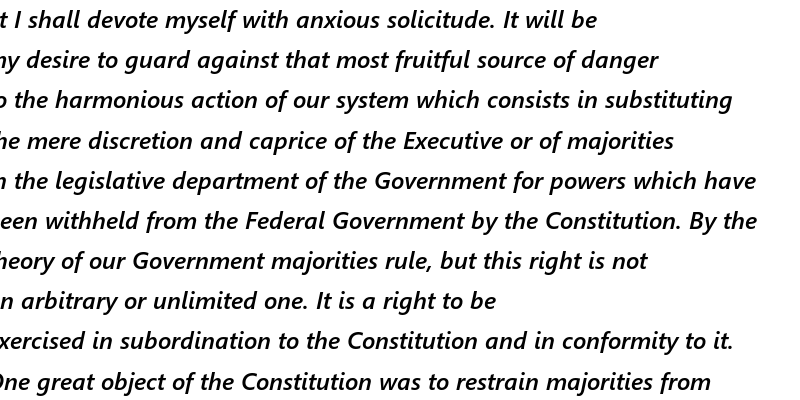 t I shall devote myself with anxious solicitude. It will be
ny desire to guard against that most fruitful source of danger
o the harmonious action of our system which consists in substituting
he mere discretion and caprice of the Executive or of majorities
n the legislative department of the Government for powers which have
een withheld from the Federal Government by the Constitution. By the
heory of our Government majorities rule, but this right is not
n arbitrary or unlimited one. It is a right to be
xercised in subordination to the Constitution and in conformity to it.
One great object of the Constitution was to restrain majorities from